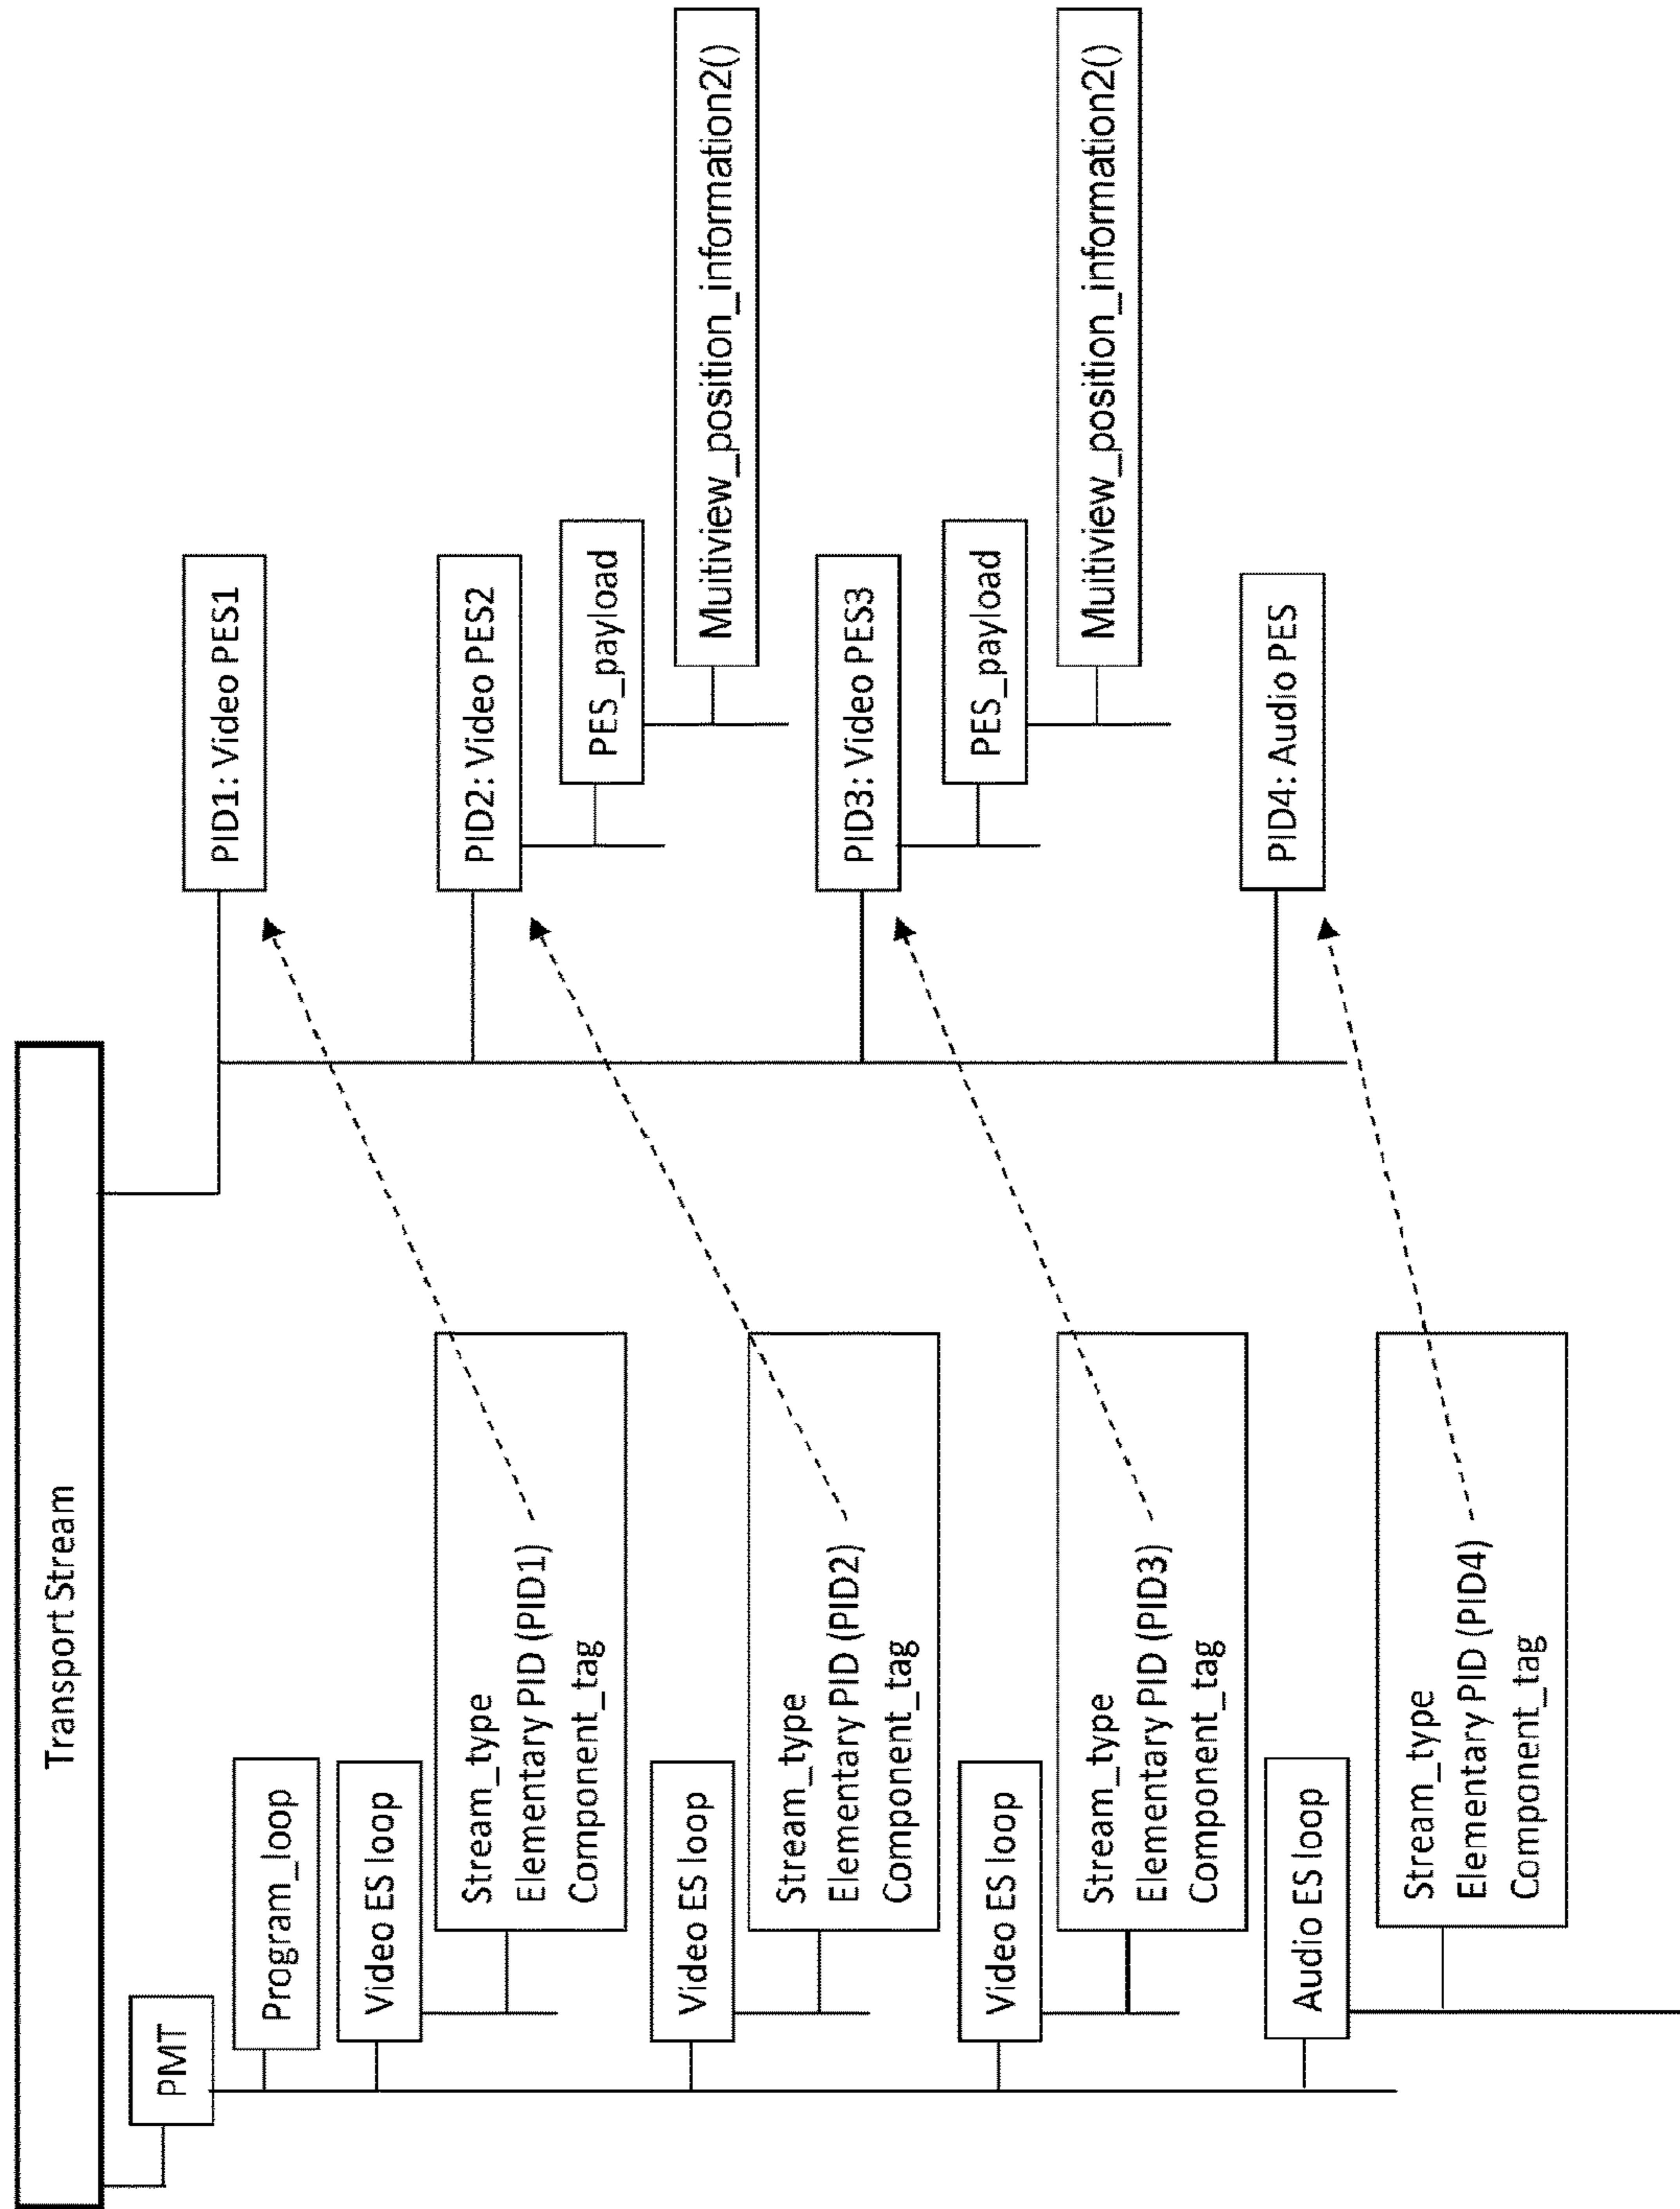 Transport Stream
PMT
Program_loop
Video ES loop
Stream_type
Elementary PID (PID1)
Component_tag
Video ES loop
Stream_type
Elementary PID (PID2)
Component_tag
Video ES loop
Stream_type
Elementary PID (PID3)
Component_tag
Audio ES loop
Stream_type
Elementary PID (PID4)
Component_tag
PID1: Video PES1
PID2: Video PES2
PES_payload
Muitiview_position_information2()
PID3: Video PES3
PES_payload
Muitiview_position_information2()
PID4: Audio PES